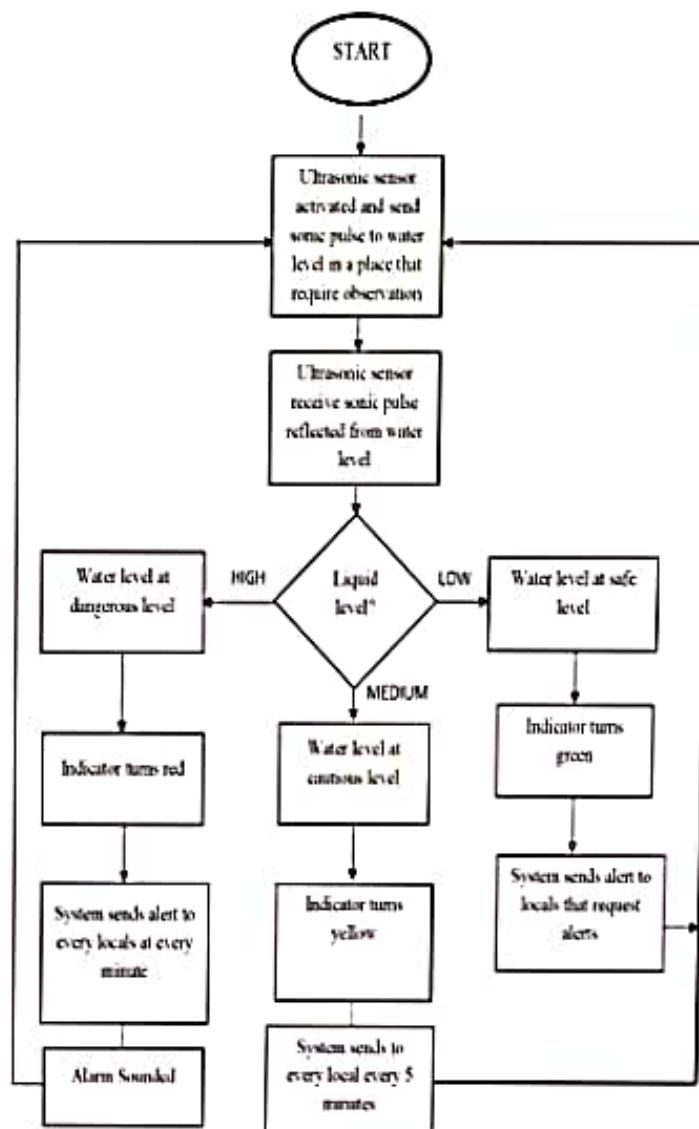 START
Ultrasonic sensor
activated and send
sonic pulse to water
level in a place that
require observation
Ultrasonic sensor
receive sonic pulse
reflected from water
level
Liquid
level
HIGH
LOW
MEDIUM
Water level at
dangerous level
Indicator turns red
System sends alert to
every locals at every
minute
Alarm Sounded
Water level at
cautious level
Indicator turns
yellow
System sends to
every local every 5
minutes
Water level at safe
level
Indicator turns
green
System sends alert to
locals that request
alerts